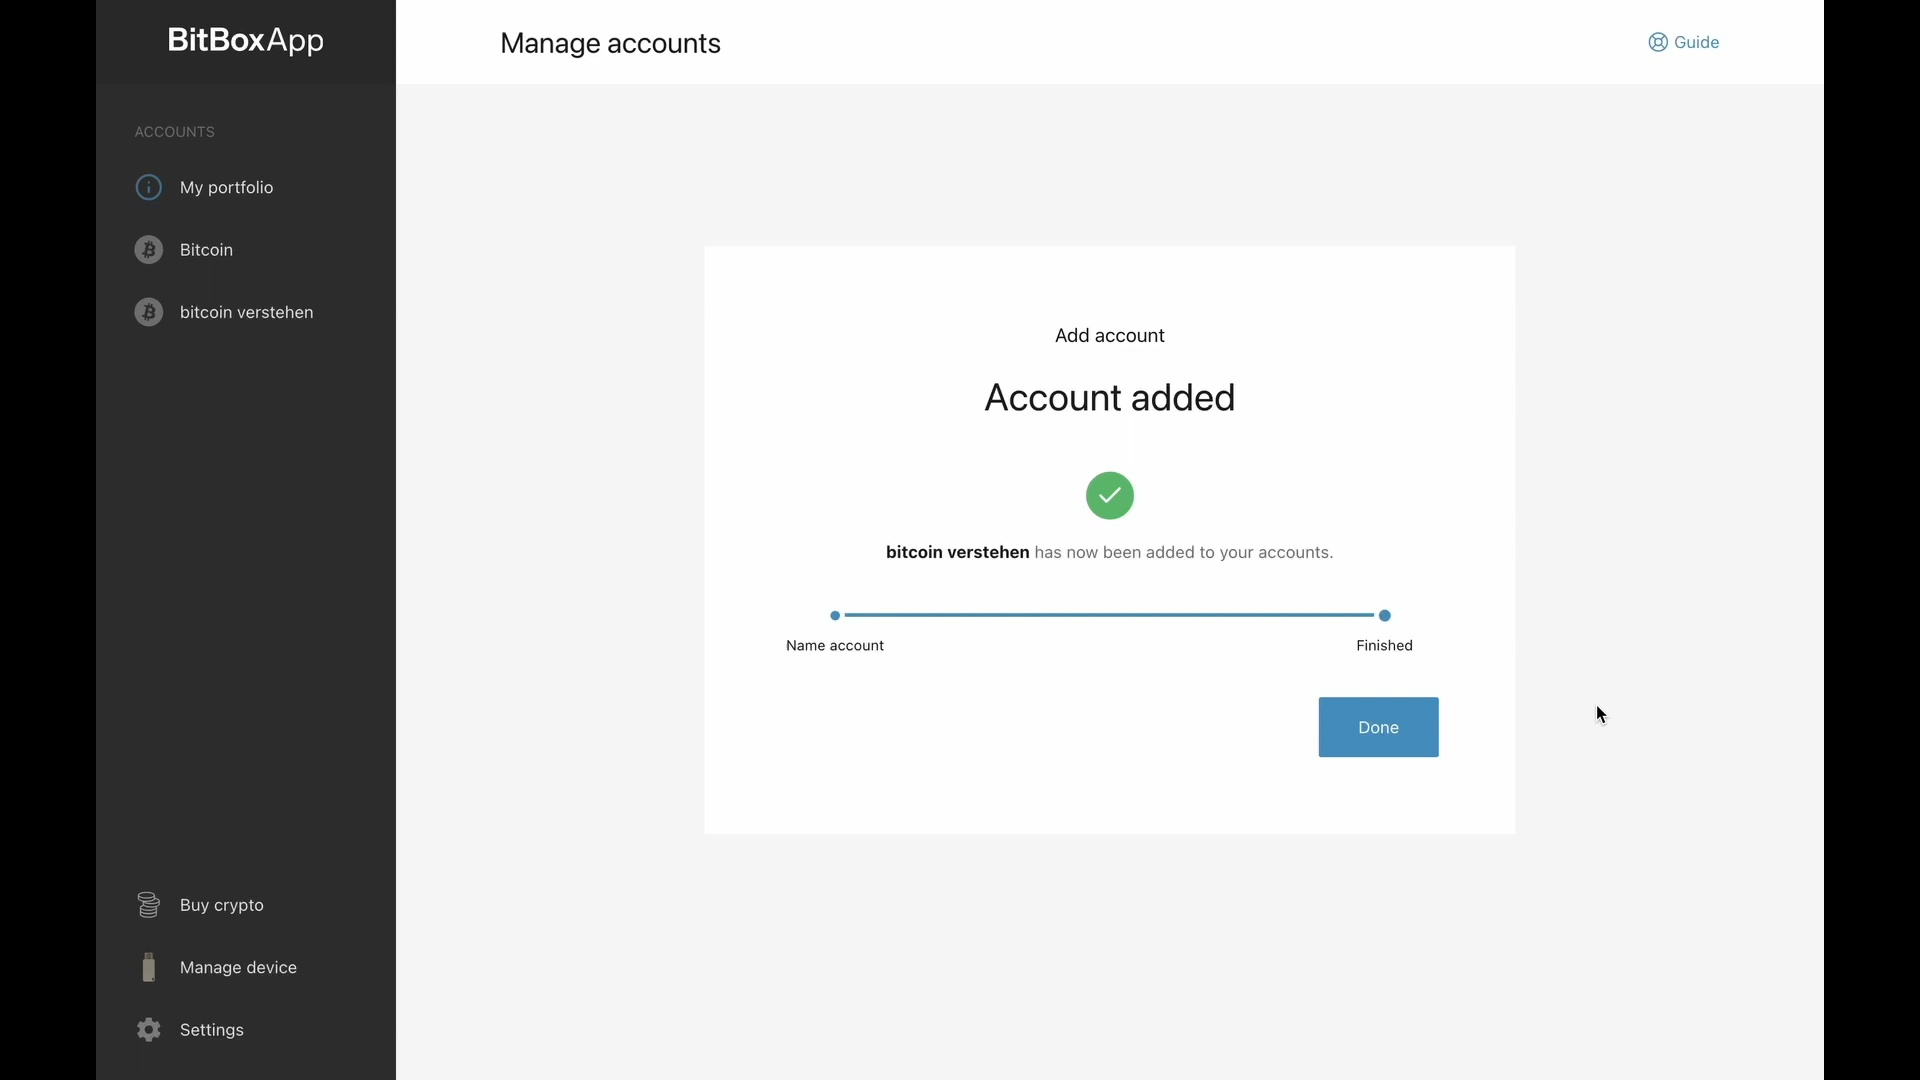 BitBoxApp
Manage accounts
Guide
ACCOUNTS
My portfolio
Bitcoin
bitcoin verstehen
Add account
Account added
bitcoin verstehen has now been added to your accounts.
Name account
Finished
Done
Buy crypto
Manage device
Settings